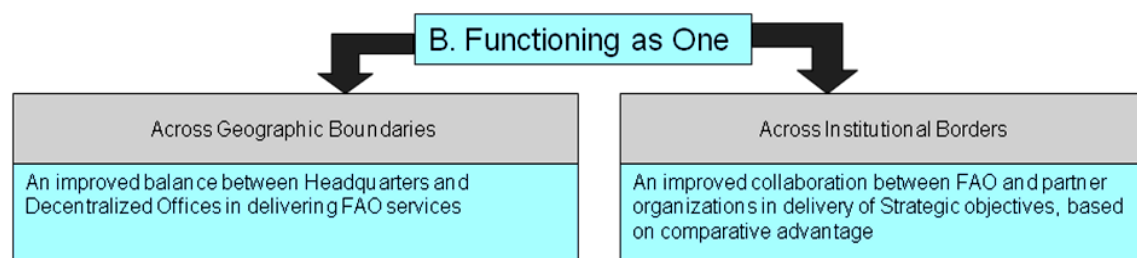 B. Functioning as One
Across Geographic Boundaries
An improved balance between Headquarters and
Decentralized Offices in delivering FAO services
Across Institutional Borders
An improved collaboration between FAO and partner
organizations in delivery of Strategic objectives, based
on comparative advantage